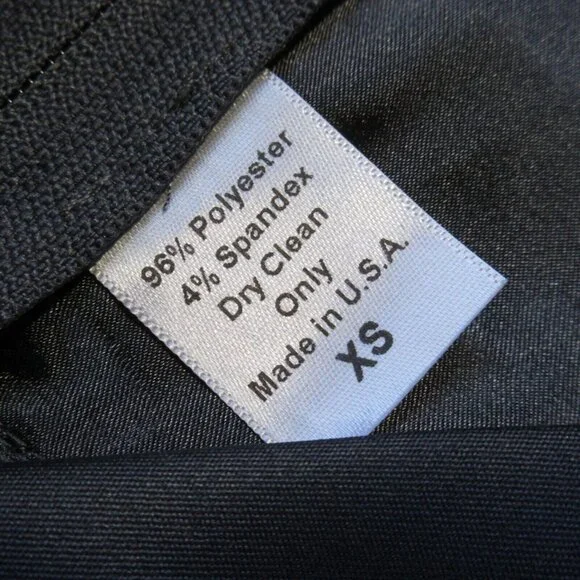 96% Polyester
4% Spandex
Dry Clean
Only
Made in U.S.A.
XS